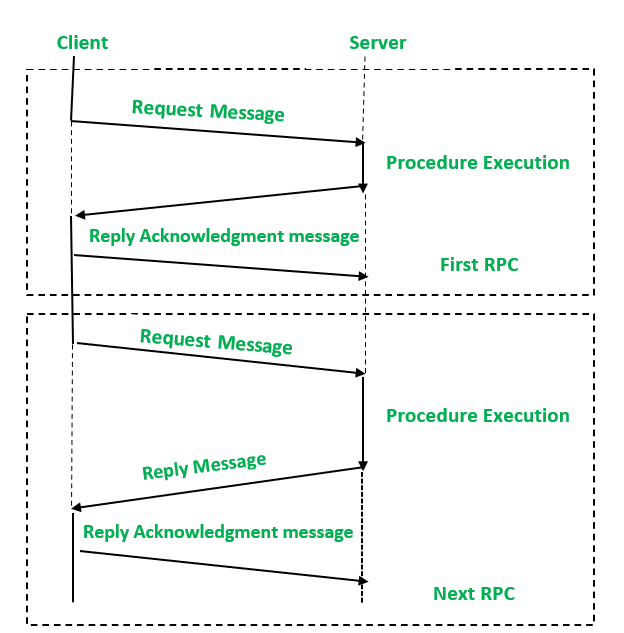 Client
Server
Request Message
Procedure Execution
Reply Acknowledgment message
First RPC
Request Message
Procedure Execution
Reply Message
Reply Acknowledgment message
Next RPC